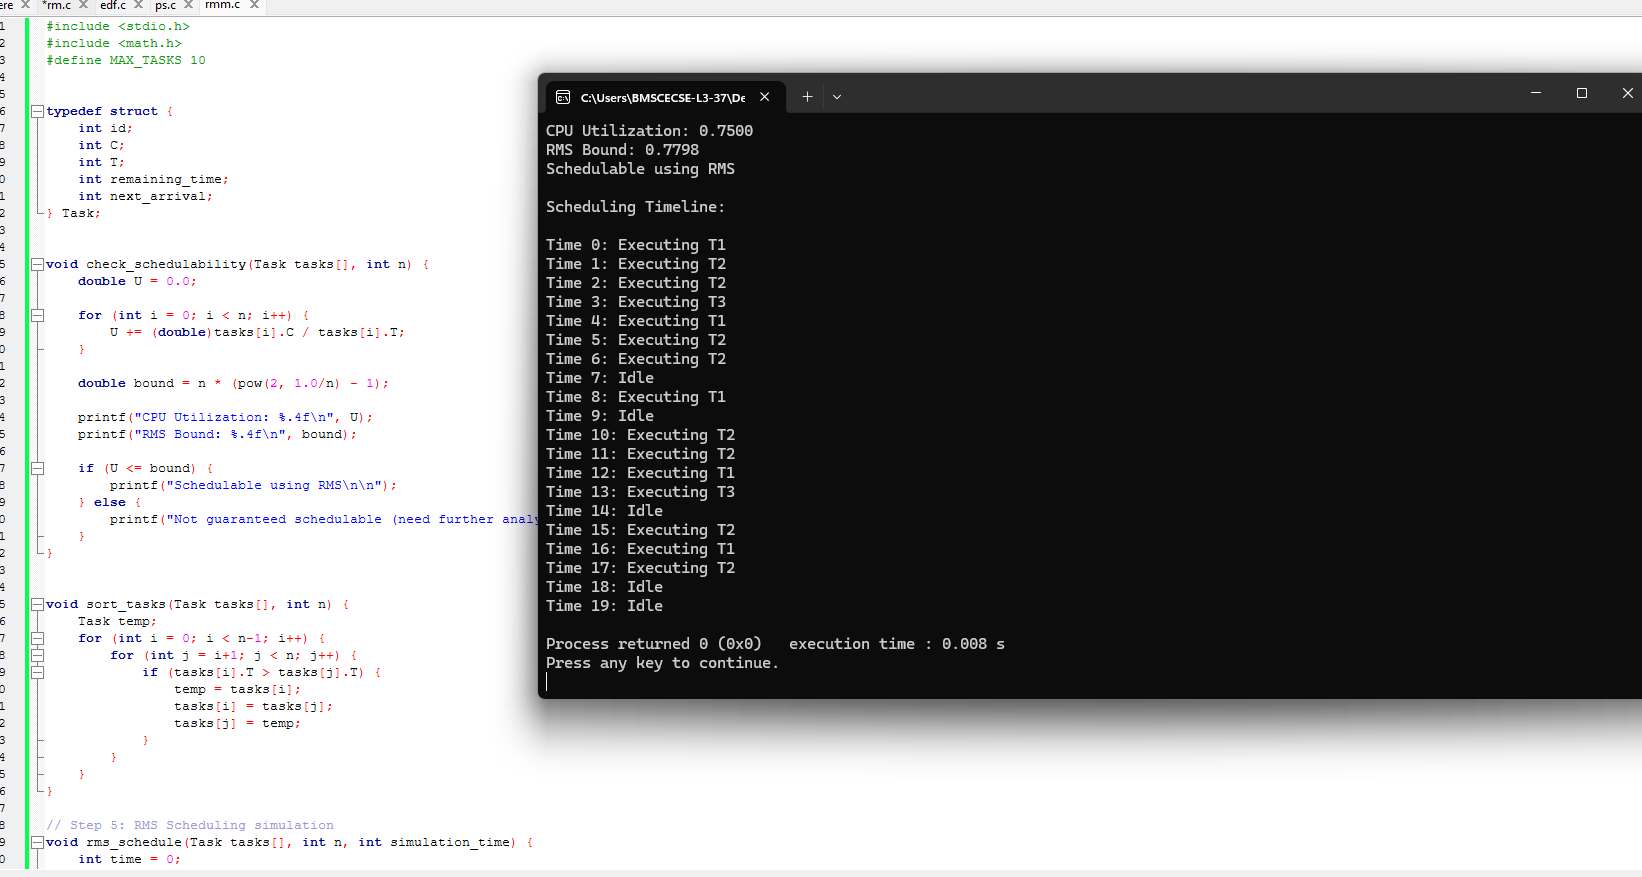 ere
*rm.c
edf.c
ps.c
rmm.c
#include <stdio.h>
#include <math.h>
#define MAX_TASKS 10
typedef struct {
    int id;
    int C;
    int T;
    int remaining_time;
    int next_arrival;
} Task;
void check_schedulability(Task tasks[], int n) {
    double U = 0.0;
    for (int i = 0; i < n; i++) {
        U += (double)tasks[i].C / tasks[i].T;
    }
    double bound = n * (pow(2, 1.0/n) - 1);
    printf("CPU Utilization: %.4f\n", U);
    printf("RMS Bound: %.4f\n", bound);
    if (U <= bound) {
        printf("Schedulable using RMS\n\n");
    } else {
        printf("Not guaranteed schedulable (need further analy
    }
}
void sort_tasks(Task tasks[], int n) {
    Task temp;
    for (int i = 0; i < n-1; i++) {
        for (int j = i+1; j < n; j++) {
            if (tasks[i].T > tasks[j].T) {
                temp = tasks[i];
                tasks[i] = tasks[j];
                tasks[j] = temp;
            }
        }
    }
}
// Step 5: RMS Scheduling simulation
void rms_schedule(Task tasks[], int n, int simulation_time) {
    int time = 0;
C:\Users\BMSCECSE-L3-37\De
CPU Utilization: 0.7500
RMS Bound: 0.7798
Schedulable using RMS
Scheduling Timeline:
Time 0: Executing T1
Time 1: Executing T2
Time 2: Executing T2
Time 3: Executing T3
Time 4: Executing T1
Time 5: Executing T2
Time 6: Executing T2
Time 7: Idle
Time 8: Executing T1
Time 9: Idle
Time 10: Executing T2
Time 11: Executing T2
Time 12: Executing T1
Time 13: Executing T3
Time 14: Idle
Time 15: Executing T2
Time 16: Executing T1
Time 17: Executing T2
Time 18: Idle
Time 19: Idle
Process returned 0 (0x0)   execution time : 0.008 s
Press any key to continue.